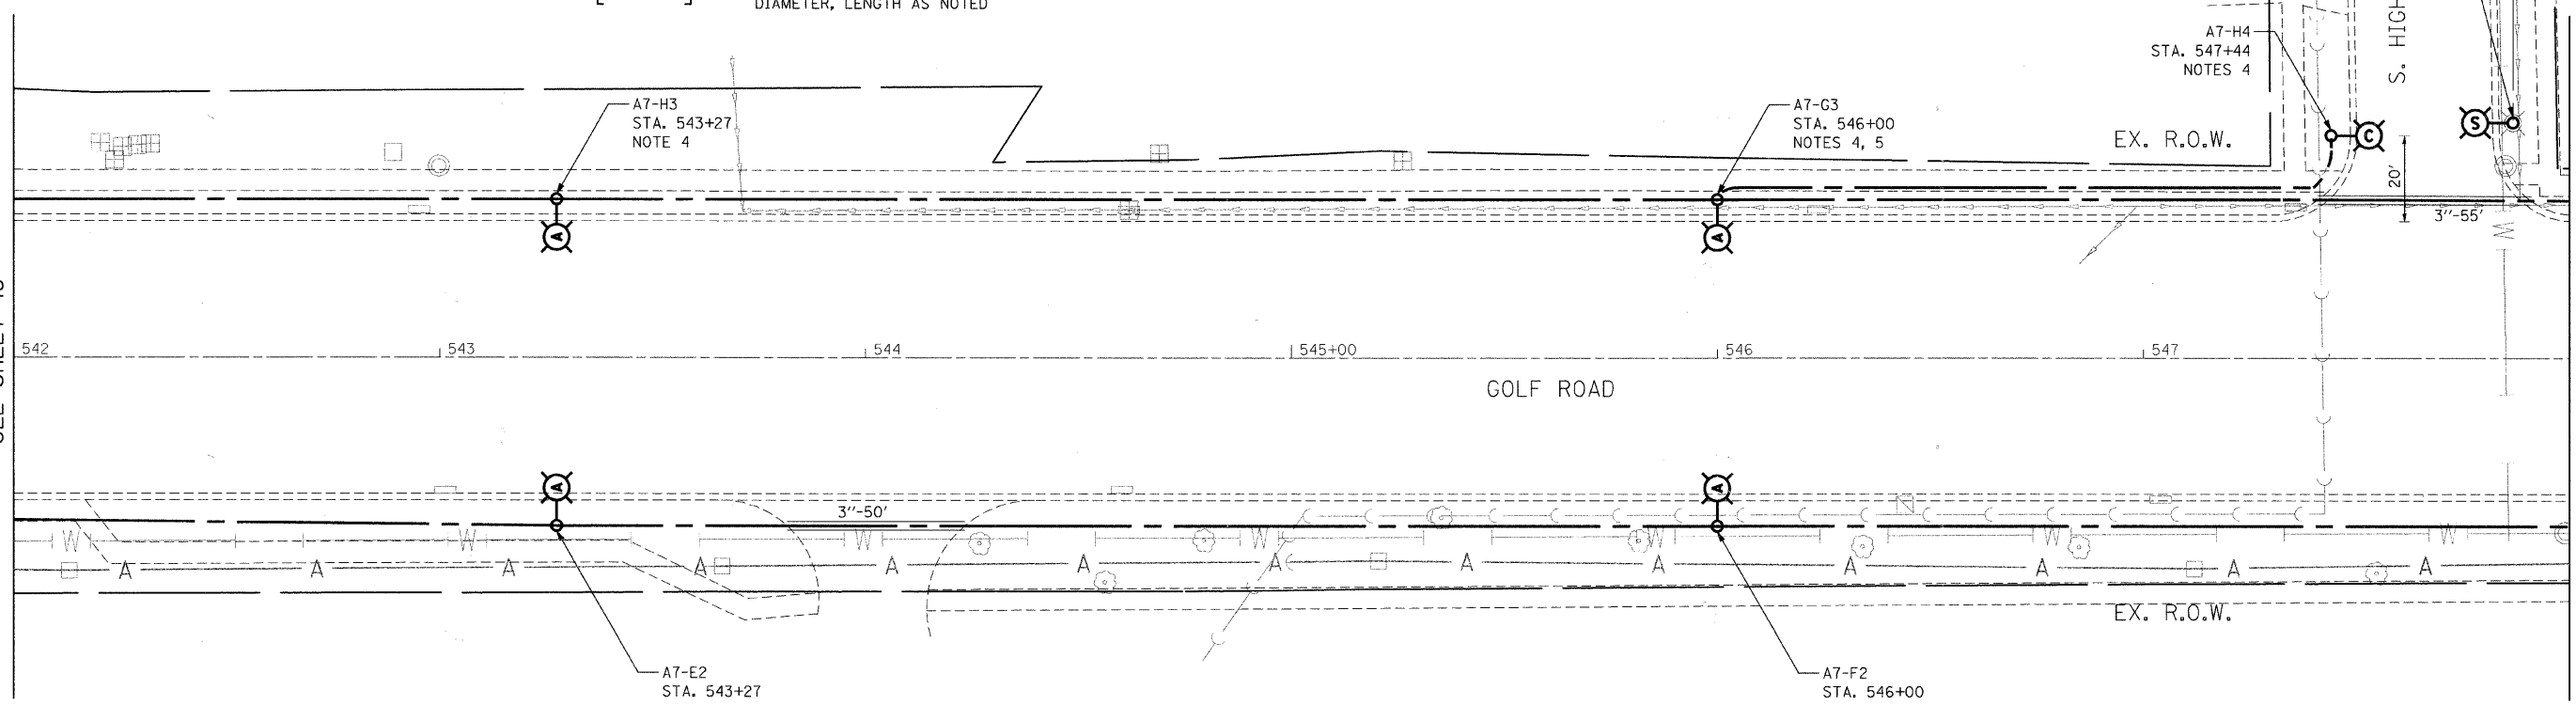 DIAMETER, LENGTH AS NOTED
A7-H4
STA. 547+44
NOTES 4
S. HIGH
A7-H3
STA. 543+27
NOTE 4
A7-G3
STA. 546+00
NOTES 4, 5
EX. R.O.W.
C
S
20'
3"-55'
A
A
W
542
543
544
545+00
546
547
GOLF ROAD
A
A
3"-50'
W W W W W W W
A A A A A A A A A A A A A
EX. R.O.W.
A7-E2
STA. 543+27
A7-F2
STA. 546+00